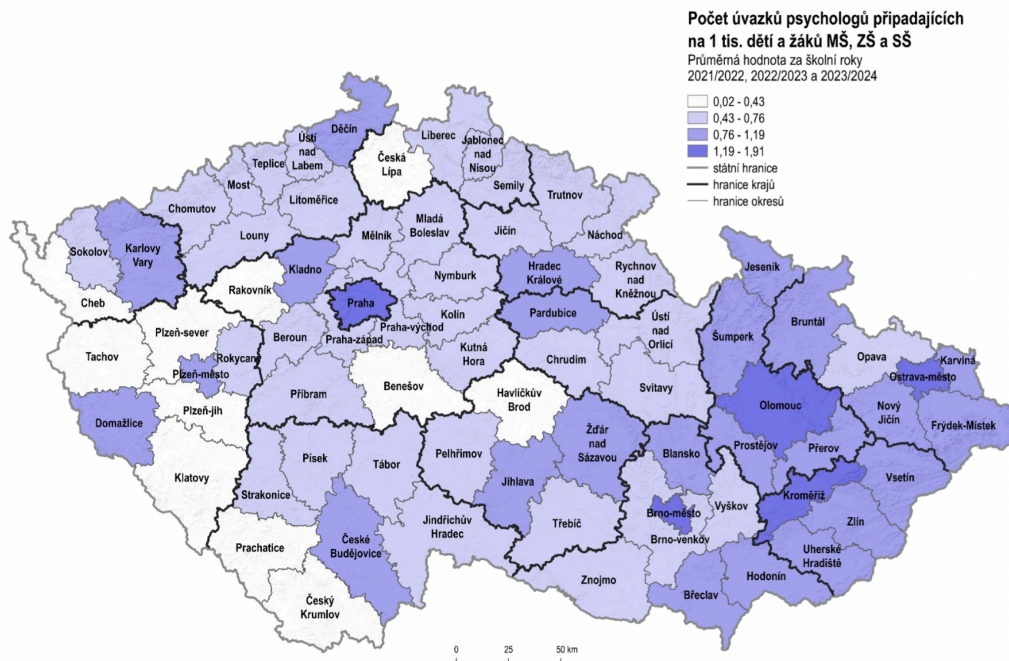 Počet úvazků psychologů připadajících
na 1 tis. dětí a žáků MŠ, ZŠ a SŠ
Průměrná hodnota za školní roky
2021/2022, 2022/2023 a 2023/2024
0,02 - 0,43
0,43 - 0,76
0,76 - 1,19
1,19 - 1,91
státní hranice
hranice krajů
hranice okresů
Děčín
Ústí
nad
Labem
Liberec
Jablonec
nad
Nisou
Česká
Lípa
Teplice
Most
Semily
Trutnov
Chomutov
Litoměřice
Mladá
Boleslav
Louny
Mělník
Jičín
Náchod
Sokolov
Karlovy
Vary
Kladno
Nymburk
Hradec
Králové
Rychnov
nad
Kněžnou
Jeseník
Cheb
Rakovník
Praha
Kolín
Pardubice
Bruntál
Plzeň-sever
Praha-východ
Ústí
nad
Orlicí
Šumperk
Tachov
Rokycany
Beroun
Praha-západ
Kutná
Hora
Chrudim
Opava
Karviná
Plzeň-město
Ostrava-město
Benešov
Svitavy
Příbram
Havlíčkův
Brod
Olomouc
Plzeň-jih
Nový
Jičín
Domažlice
Frýdek-Místek
Žďár
nad
Sázavou
Prostějov
Přerov
Písek
Tábor
Pelhřimov
Blansko
Klatovy
Vsetín
Strakonice
Jihlava
Kroměříž
Vyškov
Brno-město
Jindřichův
Hradec
Třebíč
Zlín
Brno-venkov
Prachatice
České
Budějovice
Uherské
Hradiště
Znojmo
Hodonín
Břeclav
Český
Krumlov
0 25 50 km